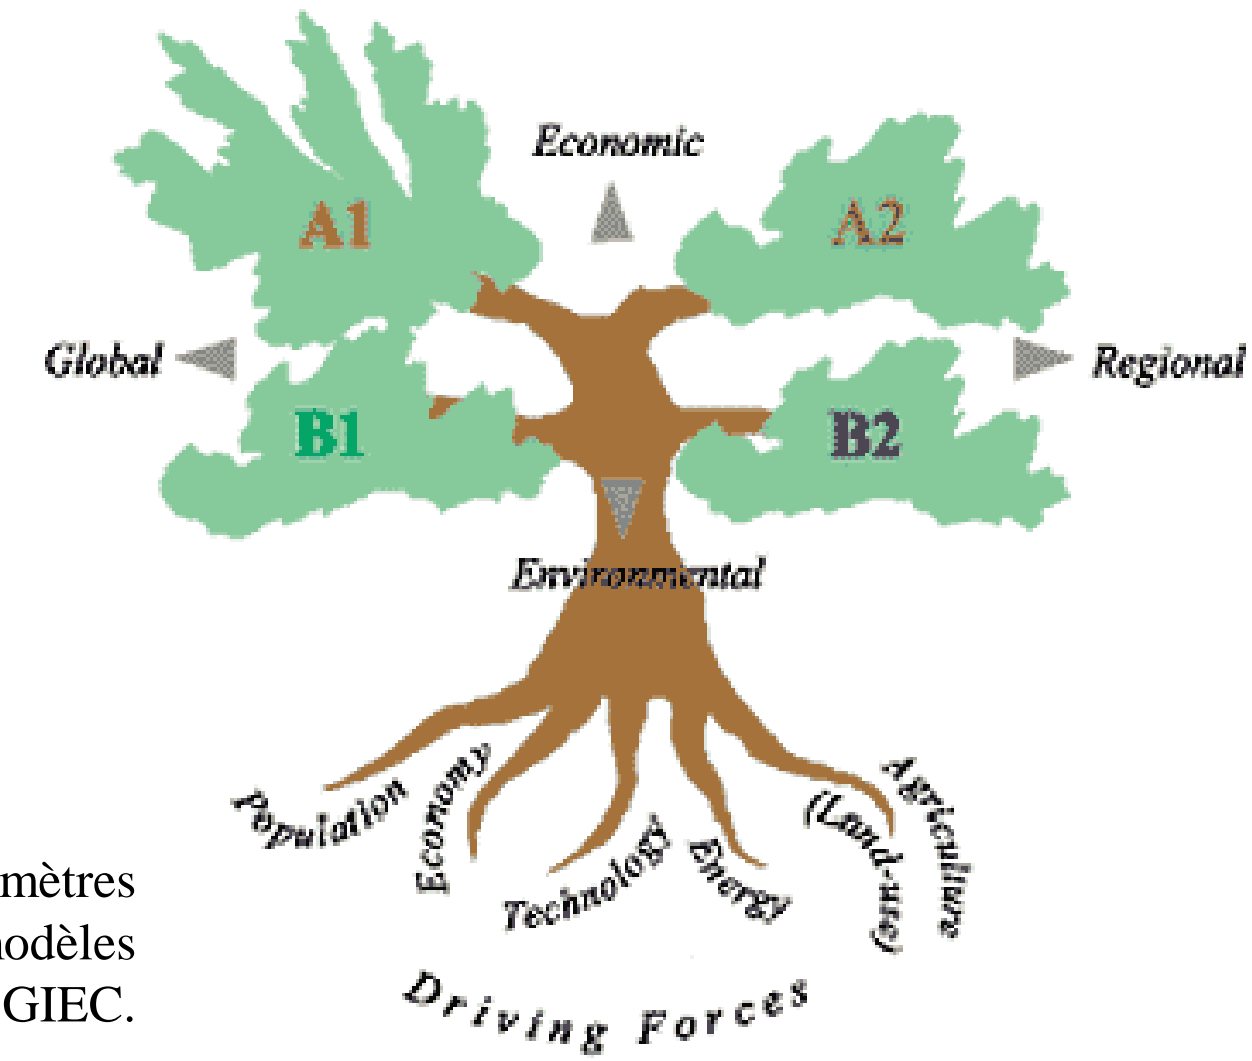 Economic
A1
A2
Global
Regional
B1
B2
Environmental
Population
Economy
Technology
Energy
Agriculture
(Land-use)
Driving Forces
mètres
modèles
GIEC.